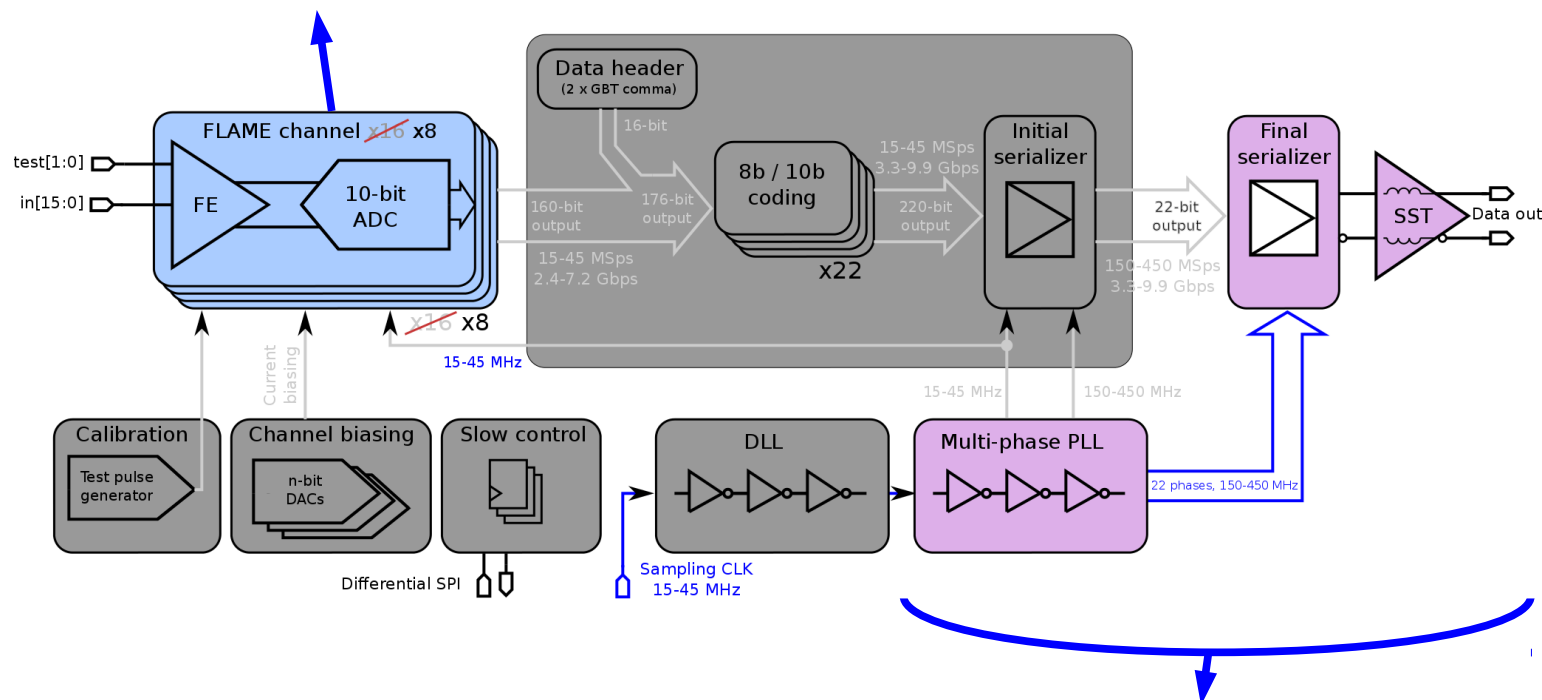 Data header
(2 x GBT comma)
16-bit
FLAME channel x16 x8
test[1:0]
in[15:0]
FE
10-bit
ADC
160-bit
output
176-bit
output
15-45 MSps
2,4-7.2 Gbps
8b / 10b
coding
x22
15-45 MSps
3.3-9.9 Gbps
220-bit
output
Initial
serializer
22-bit
output
150-450 MSps
3.3-9.9 Gbps
Final
serializer
SST
Data out
x16 x8
15-45 MHz
Current
biasing
15-45 MHz
150-450 MHz
Calibration
Test pulse
generator
Channel biasing
n-bit
DACs
Slow control
DLL
Multi-phase PLL
22 phases, 150-450 MHz
Differential SPI
Sampling CLK
15-45 MHz